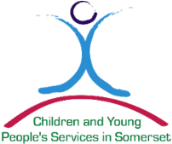 Children and Young
People's Services in Somerset